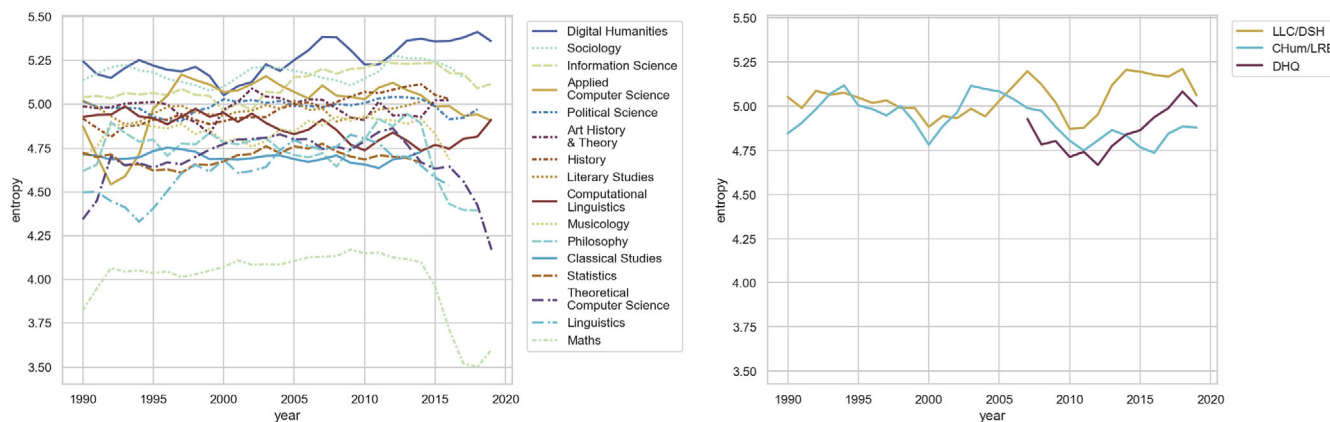 5.50
5.25
5.00
4.75
4.50
4.25
4.00
3.75
3.50
entropy
1990
1995
2000
2005
2010
2015
2020
year
Digital Humanities
Sociology
Information Science
Applied
Computer Science
Political Science
Art History
& Theory
History
Literary Studies
Computational
Linguistics
Musicology
Philosophy
Classical Studies
Statistics
Theoretical
Computer Science
Linguistics
Maths
5.50
5.25
5.00
4.75
4.50
4.25
4.00
3.75
3.50
entropy
1990
1995
2000
2005
2010
2015
2020
year
LLC/DSH
CHum/LRE
DHQ